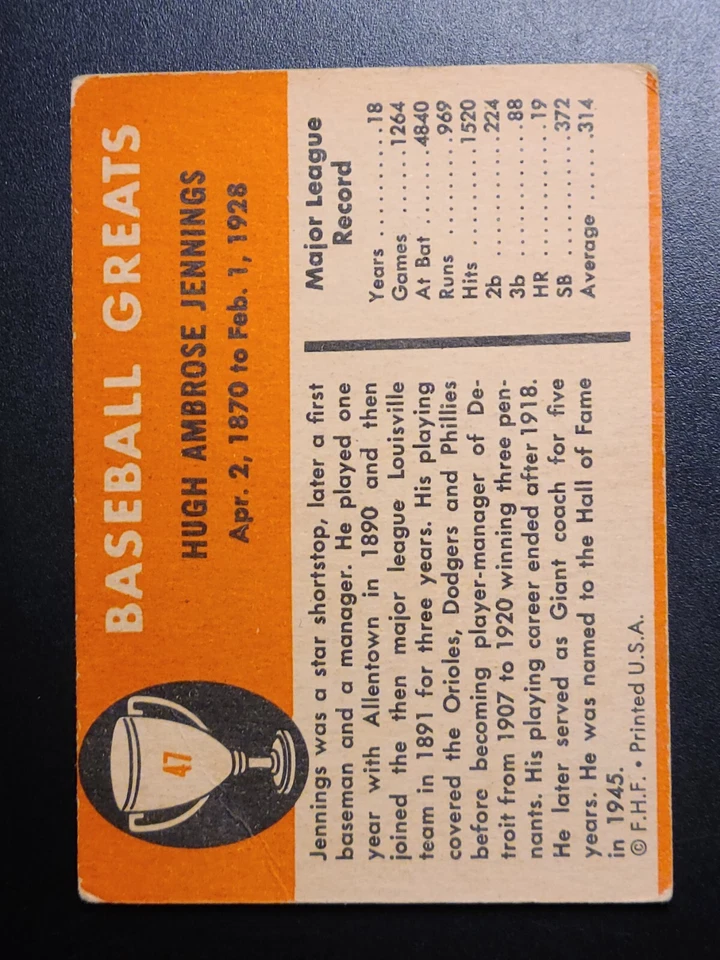 47
BASEBALL GREATS
HUGH AMBROSE JENNINGS
Apr. 2, 1870 to Feb. 1, 1928
Jennings was a star shortstop, later a first
baseman and a manager. He played one
year with Allentown in 1890 and then
joined the then major league Louisville
team in 1891 for three years. His playing
covered the Orioles, Dodgers and Phillies
before becoming player-manager of De-
troit from 1907 to 1920 winning three pen-
nants. His playing career ended after 1918.
He later served as Giant coach for five
years. He was named to the Hall of Fame
in 1945.
© F.H.F. • Printed U.S.A.
Major League
Record
Years ...........18
Games ......1264
At Bat .......4840
Runs .........969
Hits ..........1520
2b ............224
3b .............88
HR .............19
SB ............372
Average ......314